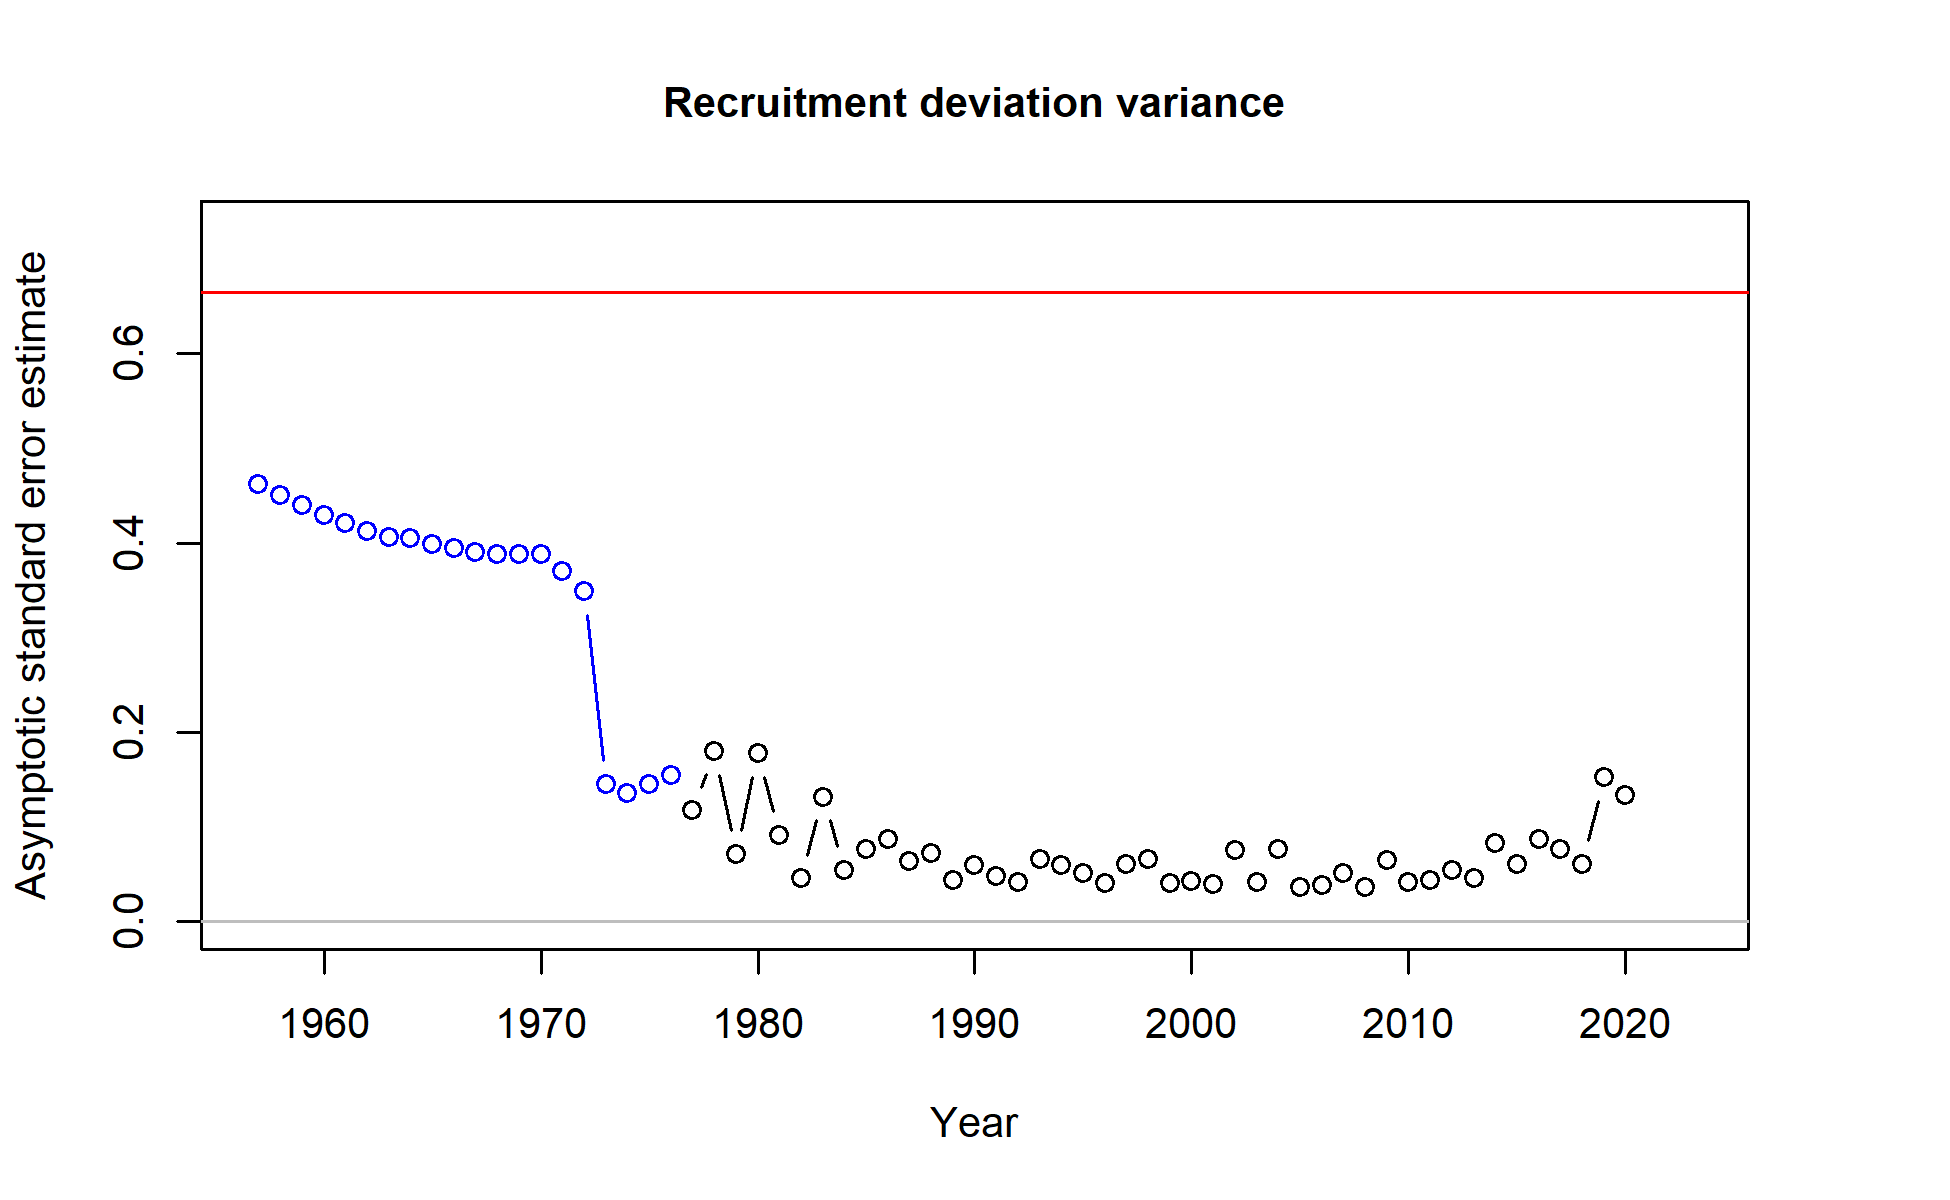 Recruitment deviation variance
Asymptotic standard error estimate
0.6
0.4
0.2
0.0
1960 1970 1980 1990 2000 2010 2020
Year